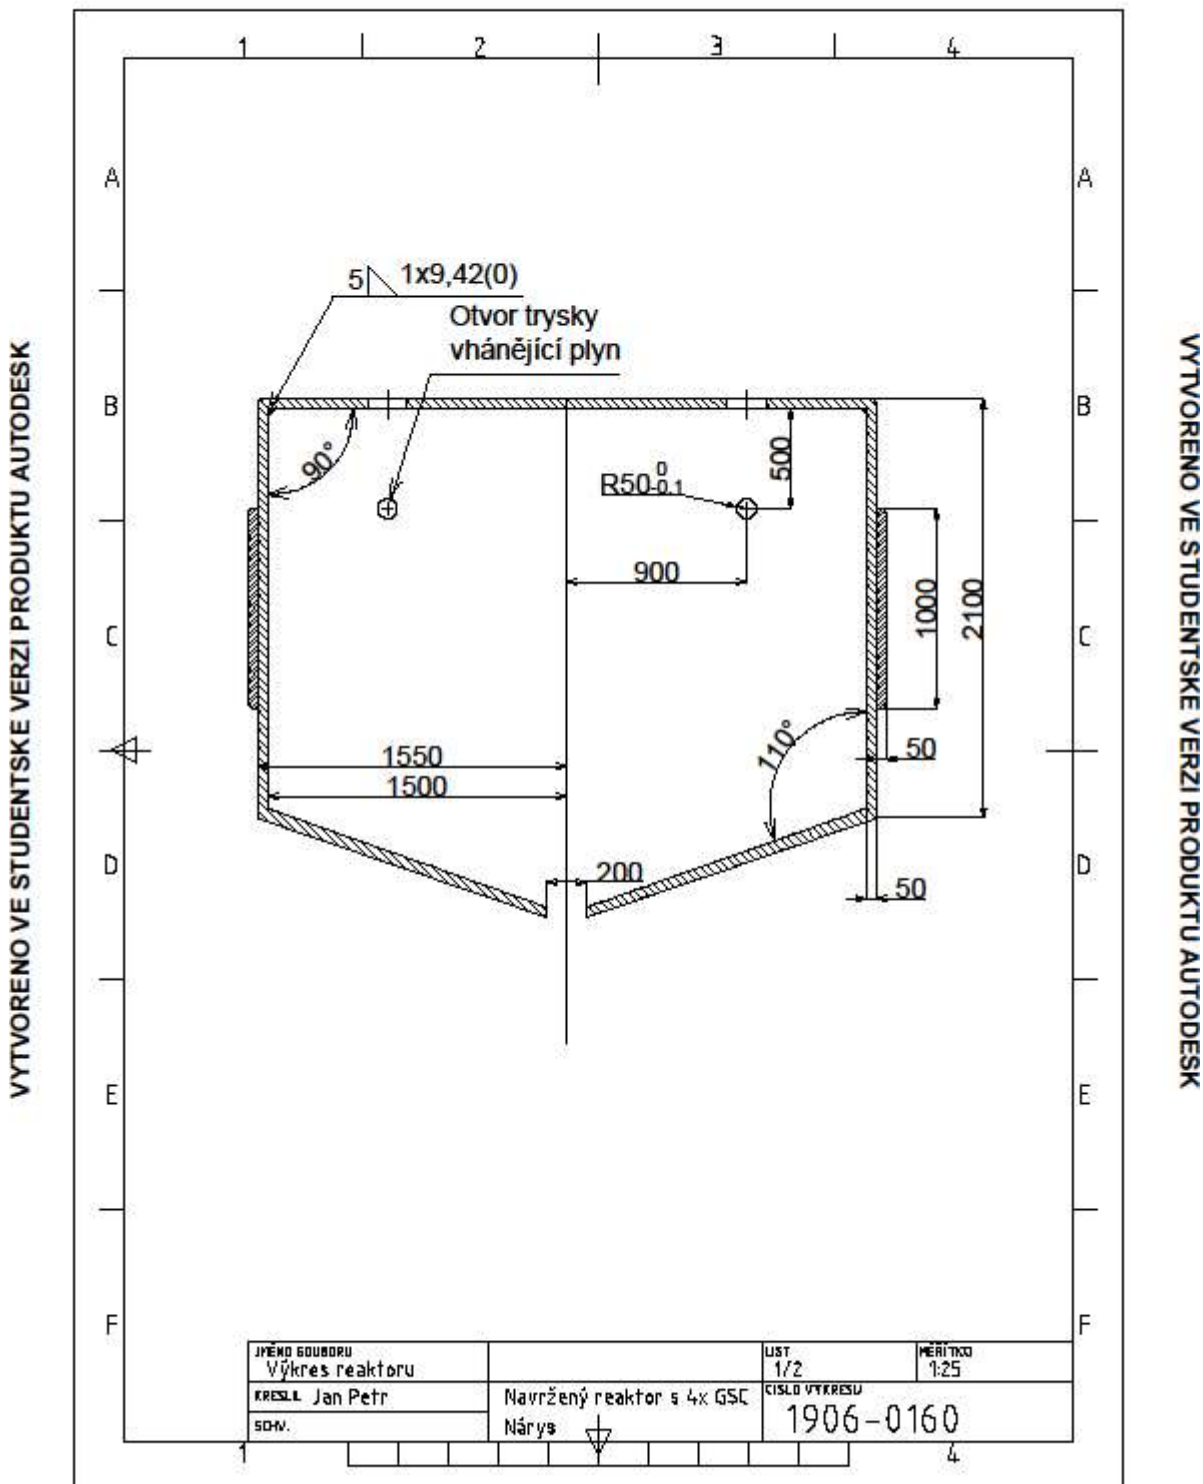 1 2 3 4
A A
5 1x9,42(0)
Otvor trysky
vhánějící plyn
B B
90°
500
R50 0
-0.1
900
1000
2100
C C
110°
1550
50
1500
D D
200
50
E E
F F
JMÉNO SOUBORU
Výkres reaktoru
LIST
1/2
MĚŘÍTKO
1:25
KRESLIL Jan Petr
Navržený reaktor s 4x GSC
Nárys
ČÍSLO VÝKRESU
1906-0160
SCHV.
1 4
VYTVORENO VE STUDENTSKE VERZI PRODUKTU AUTODESK
VYTVORENO VE STUDENTSKE VERZI PRODUKTU AUTODESK